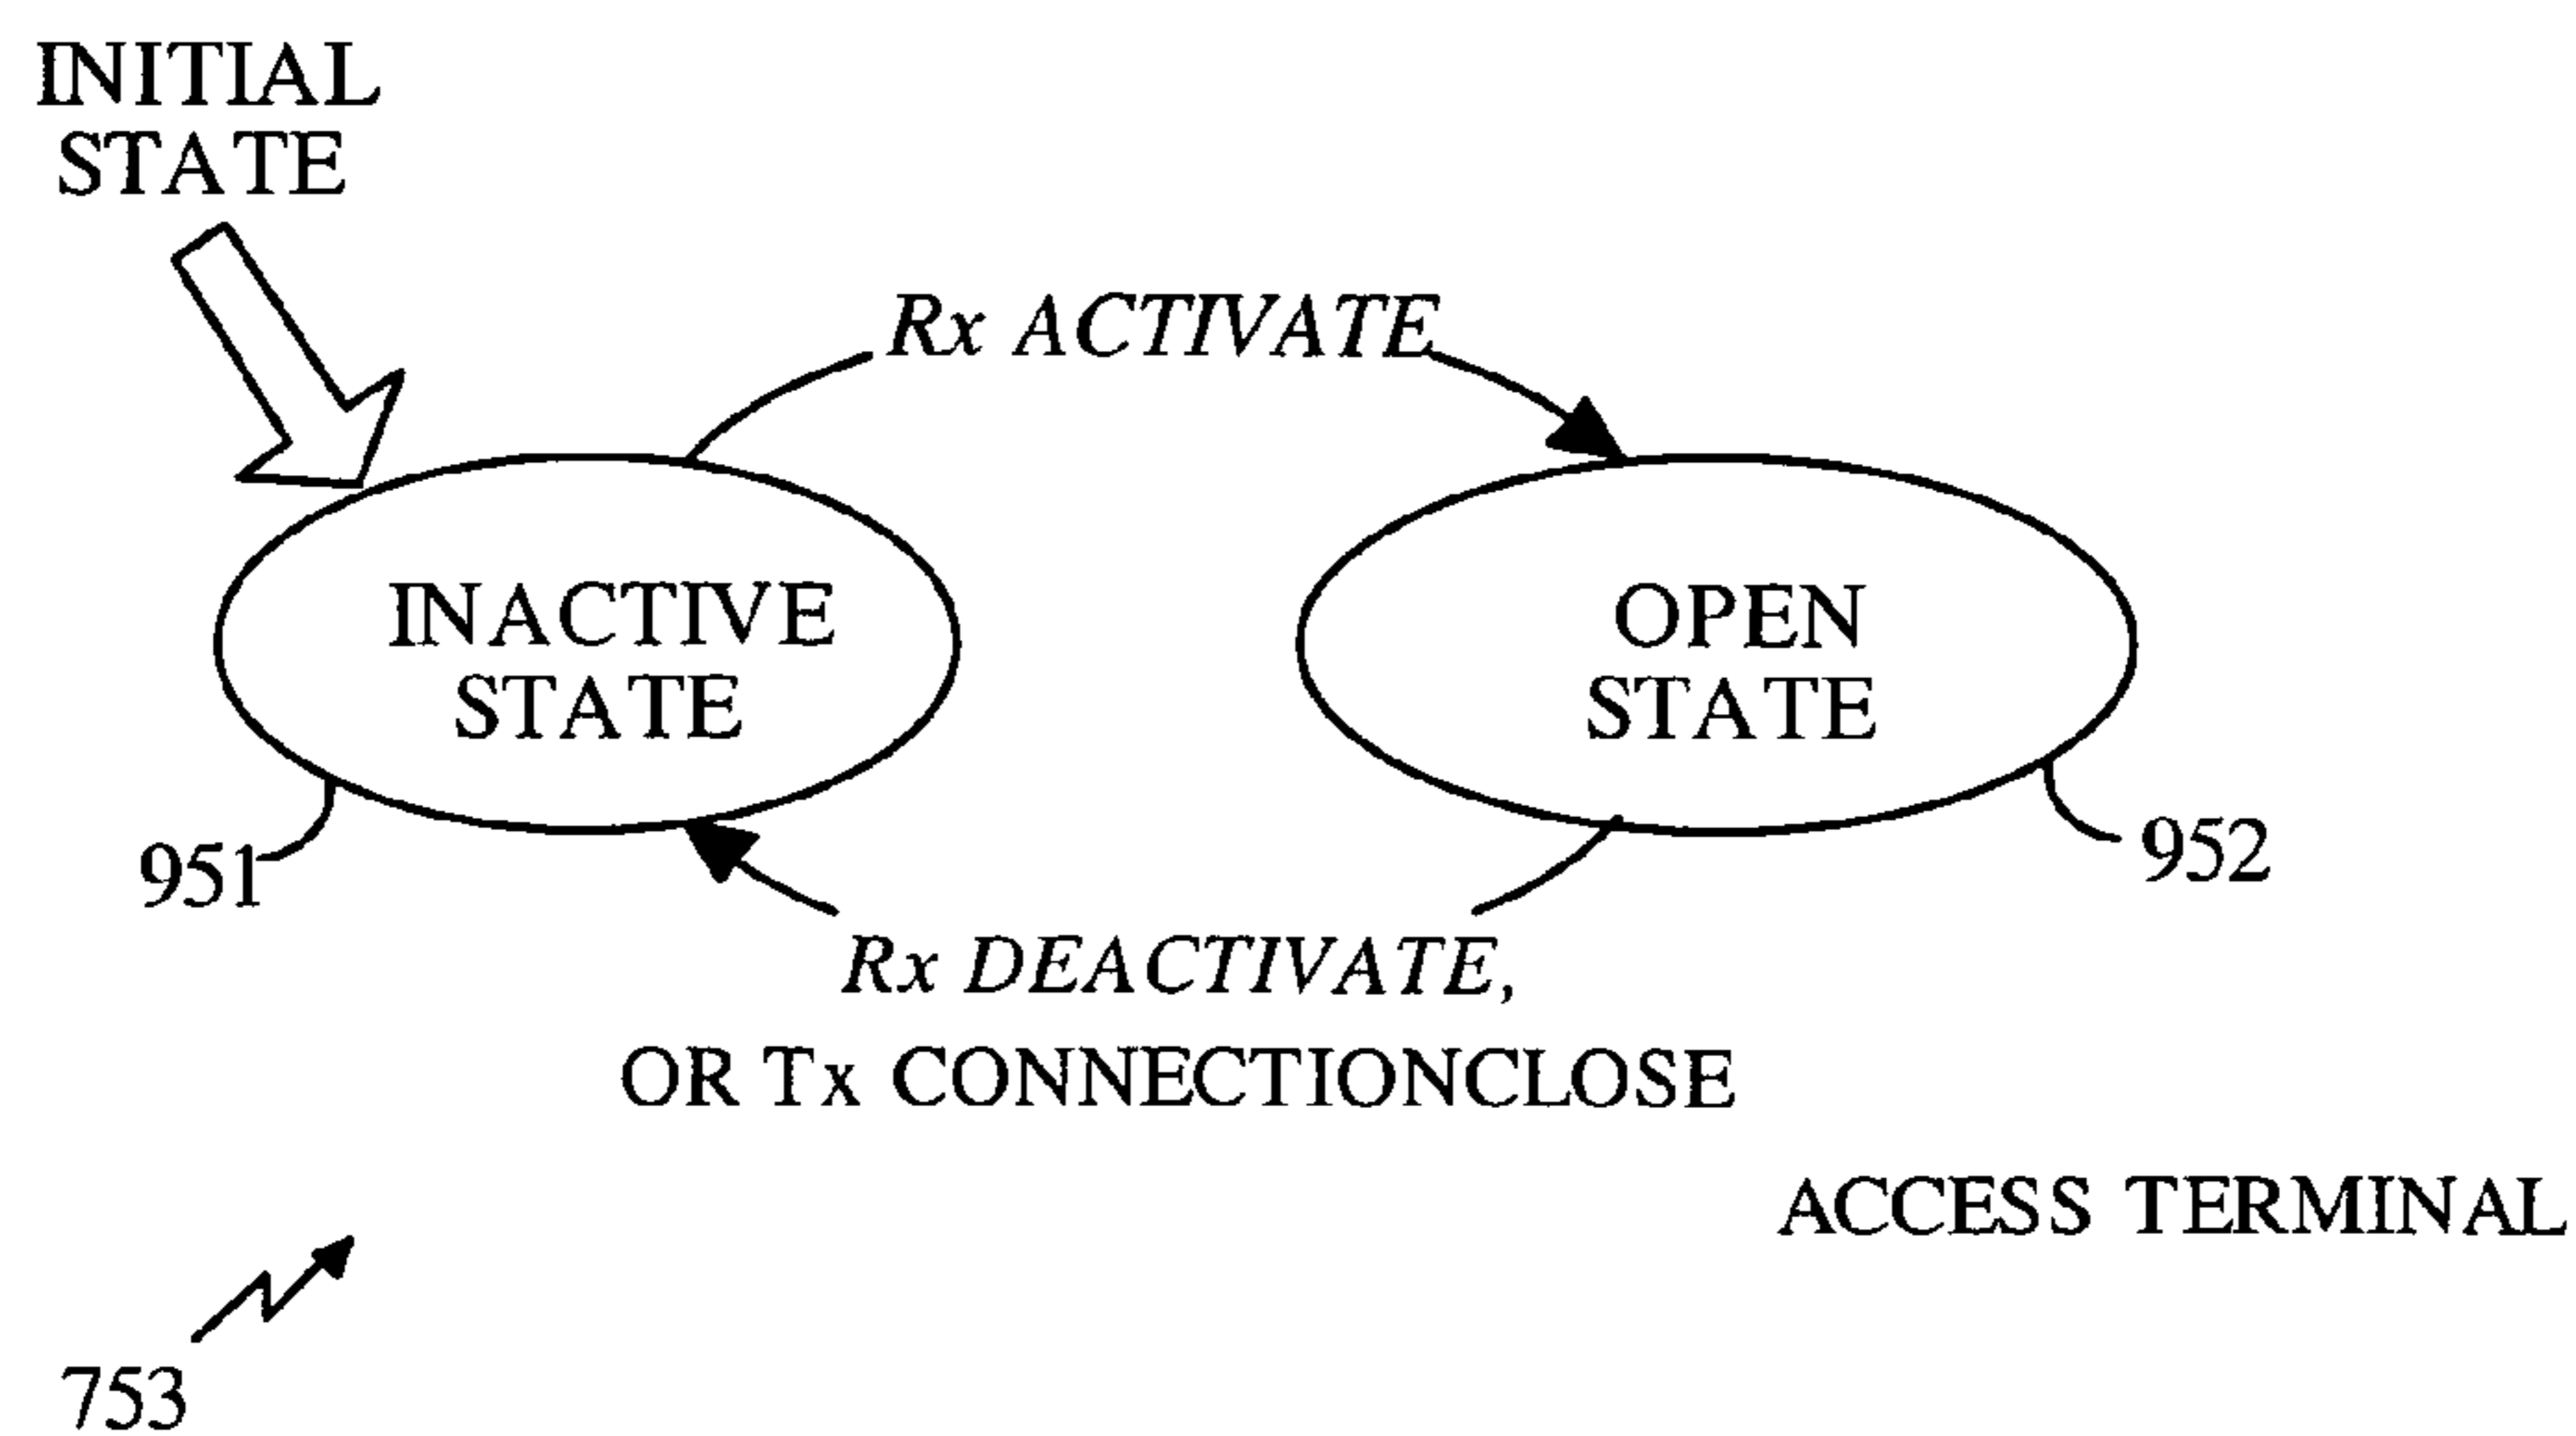 INITIAL
STATE
Rx ACTIVATE
INACTIVE
STATE
OPEN
STATE
951
952
Rx DEACTIVATE,
OR Tx CONNECTIONCLOSE
ACCESS TERMINAL
753